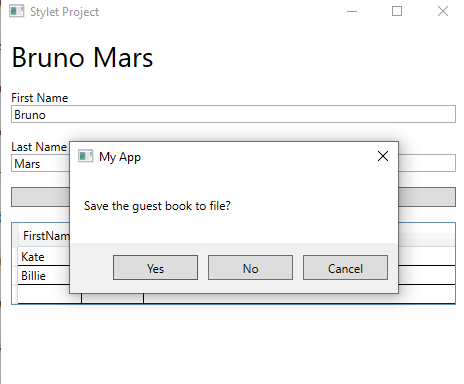 Stylet Project
Bruno Mars
First Name
Bruno
Last Name
Mars
My App
Save the guest book to file?
Yes No Cancel
FirstNam
Kate
Billie